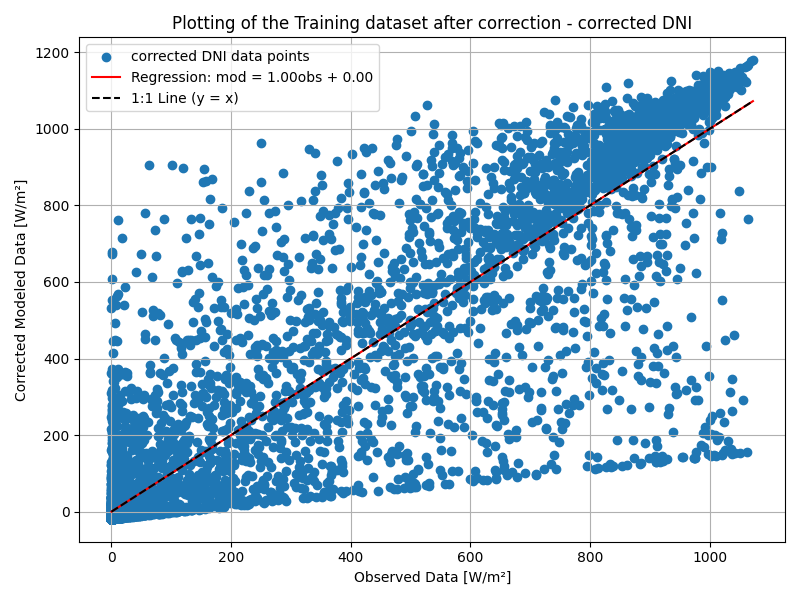 Plotting of the Training dataset after correction - corrected DNI
corrected DNI data points
Regression: mod = 1.00obs + 0.00
1:1 Line (y = x)
Corrected Modeled Data [W/m²]
1200
1000
800
600
400
200
0
0 200 400 600 800 1000
Observed Data [W/m²]